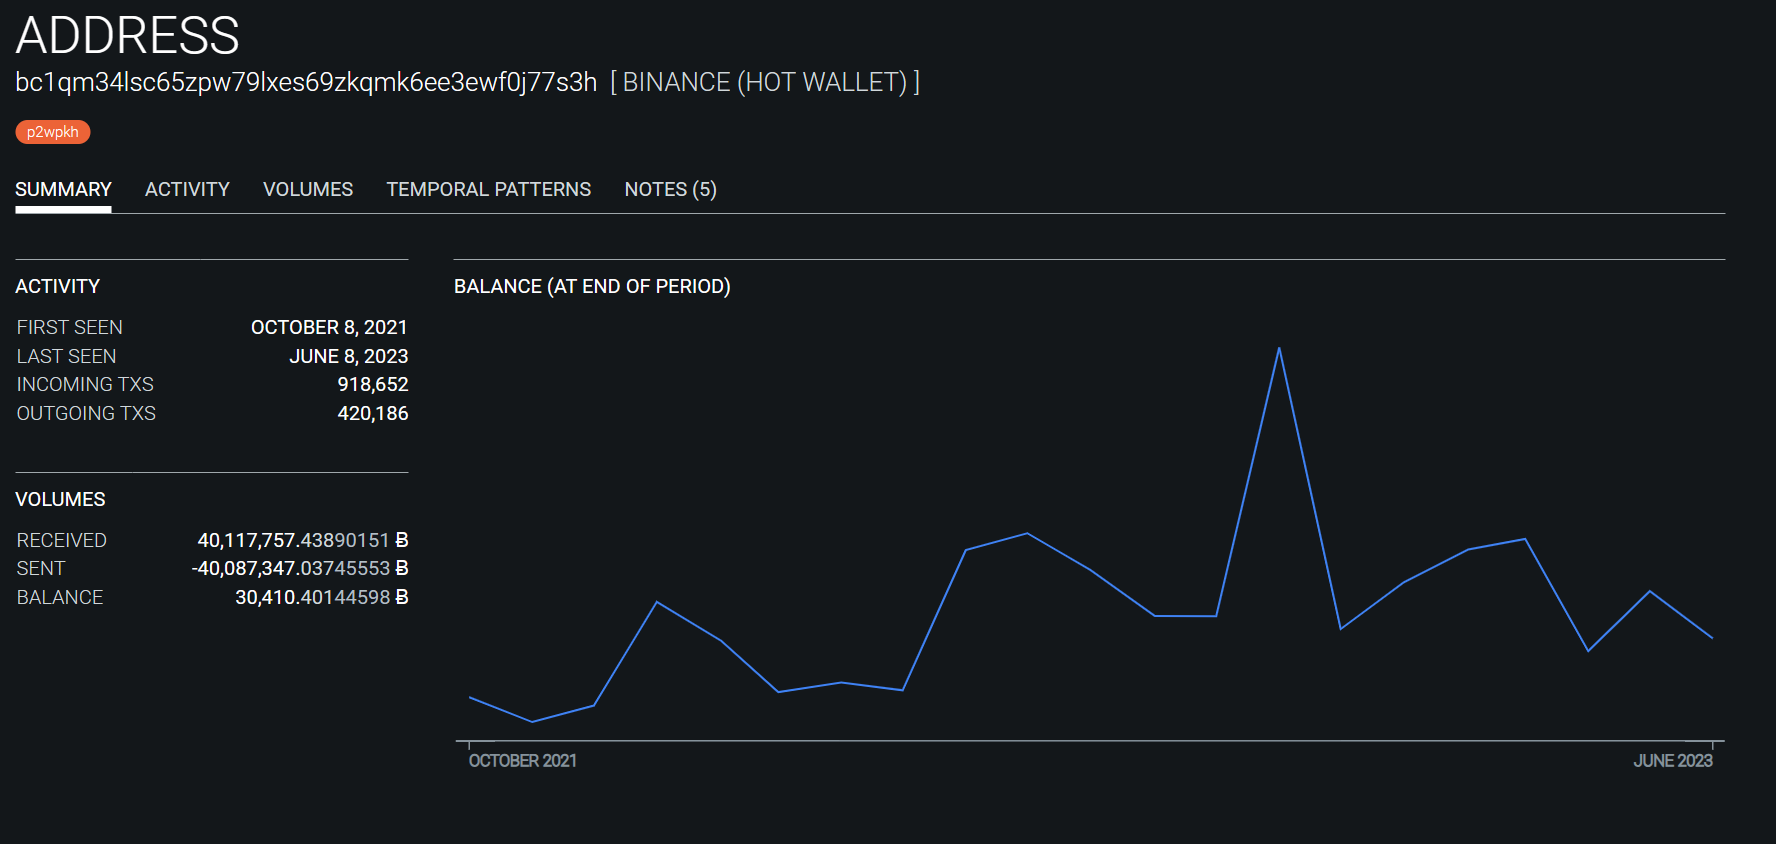 ADDRESS
bc1qm34lsc65zpw79lxes69zkqmk6ee3ewf0j77s3h [ BINANCE (HOT WALLET) ]
p2wpkh
SUMMARY ACTIVITY VOLUMES TEMPORAL PATTERNS NOTES (5)
ACTIVITY
FIRST SEEN OCTOBER 8, 2021
LAST SEEN JUNE 8, 2023
INCOMING TXS 918,652
OUTGOING TXS 420,186
VOLUMES
RECEIVED 40,117,757.43890151 Ƀ
SENT -40,087,347.03745553 Ƀ
BALANCE 30,410.40144598 Ƀ
BALANCE (AT END OF PERIOD)
OCTOBER 2021 JUNE 2023